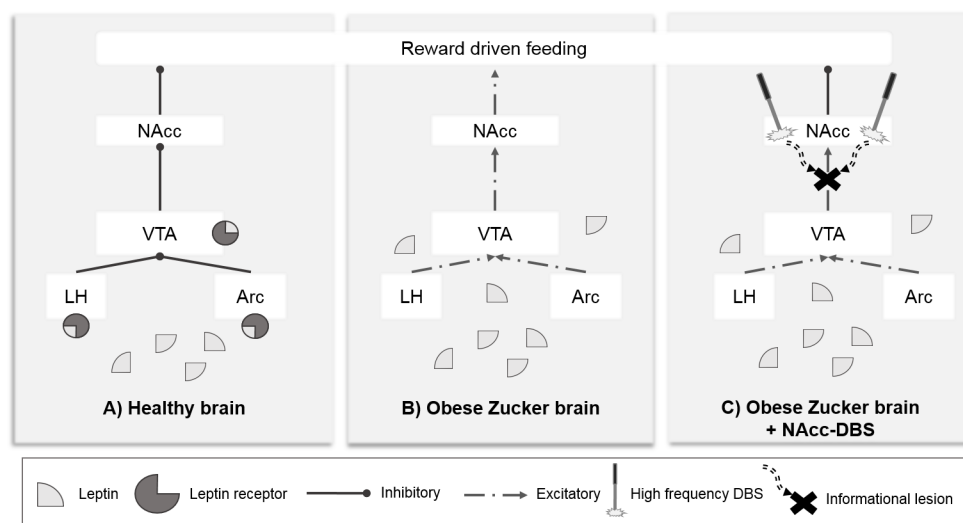 Reward driven feeding
NAcc
VTA
LH
Arc
A) Healthy brain
NAcc
VTA
LH
Arc
B) Obese Zucker brain
NAcc
VTA
LH
Arc
C) Obese Zucker brain
+ NAcc-DBS
Leptin
Leptin receptor
Inhibitory
Excitatory
High frequency DBS
Informational lesion